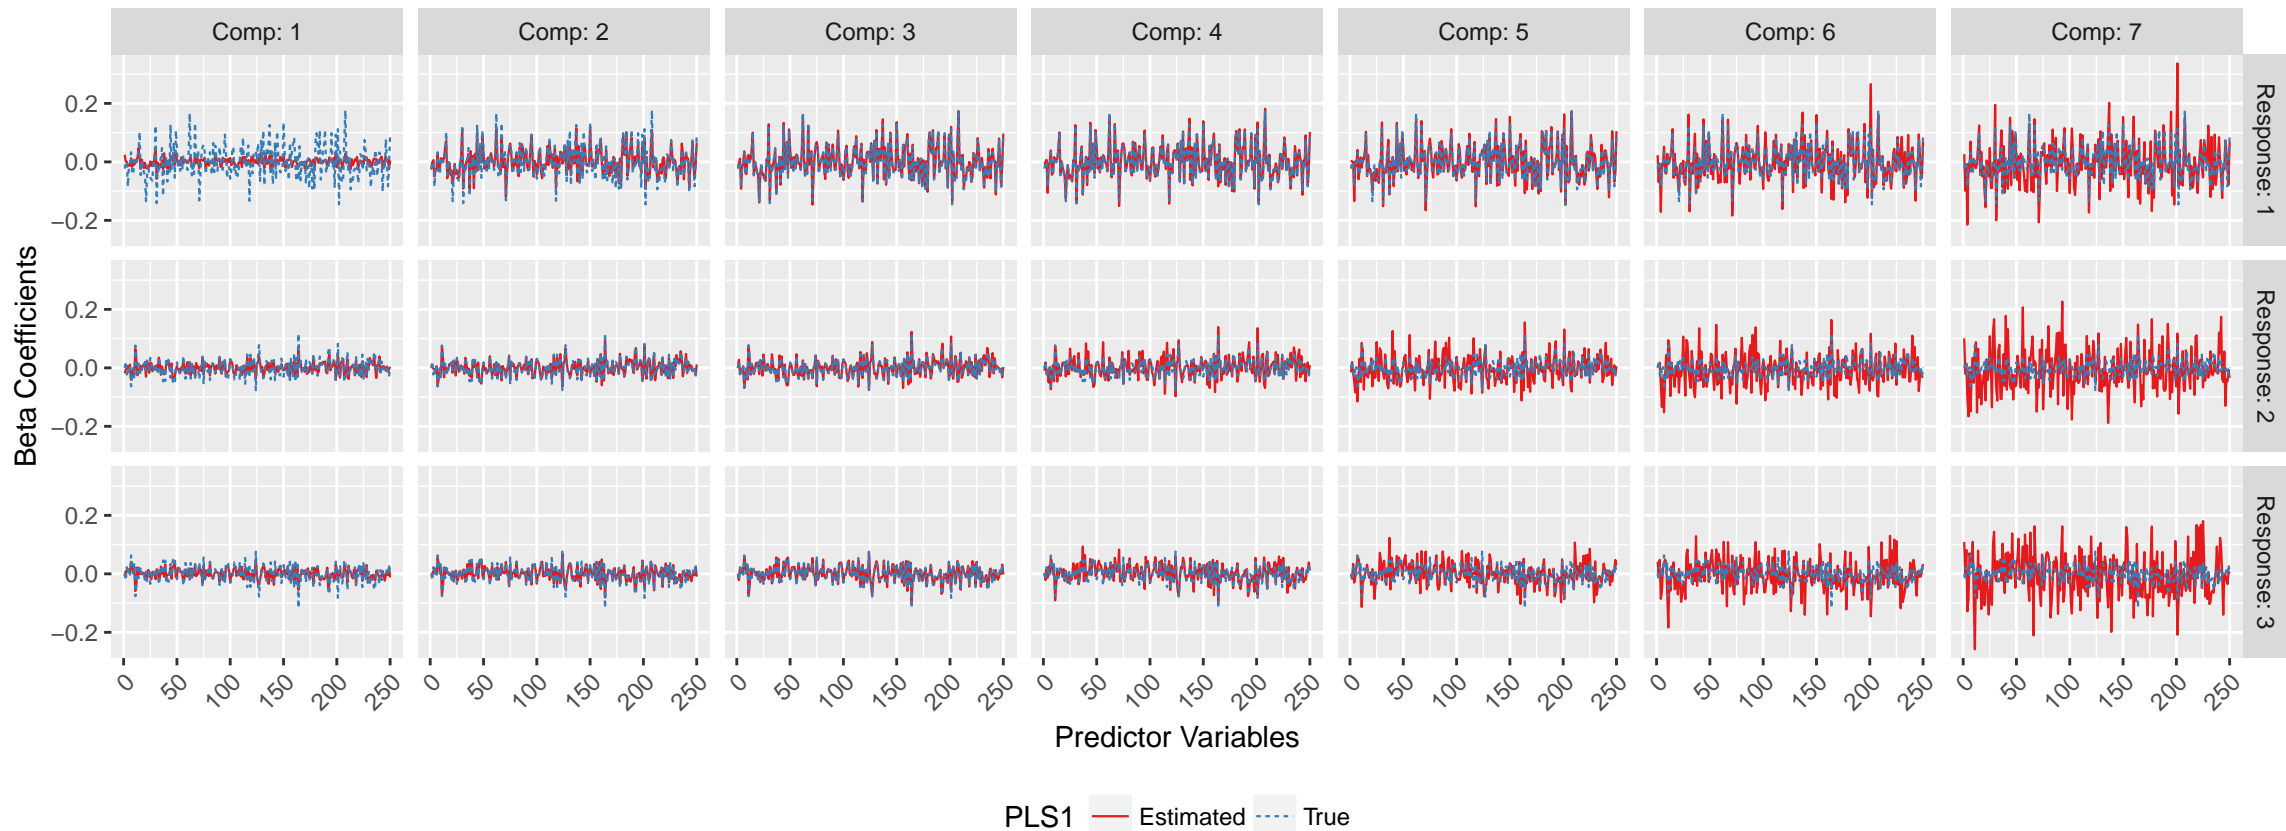 Comp: 1 Comp: 2 Comp: 3 Comp: 4 Comp: 5 Comp: 6 Comp: 7
Beta Coefficients
0.2
0.0
−0.2
Response: 1
0.2
0.0
−0.2
Response: 2
0.2
0.0
−0.2
Response: 3
0 50 100 150 200 250 0 50 100 150 200 250 0 50 100 150 200 250 0 50 100 150 200 250 0 50 100 150 200 250 0 50 100 150 200 250 0 50 100 150 200 250
Predictor Variables
PLS1 Estimated True